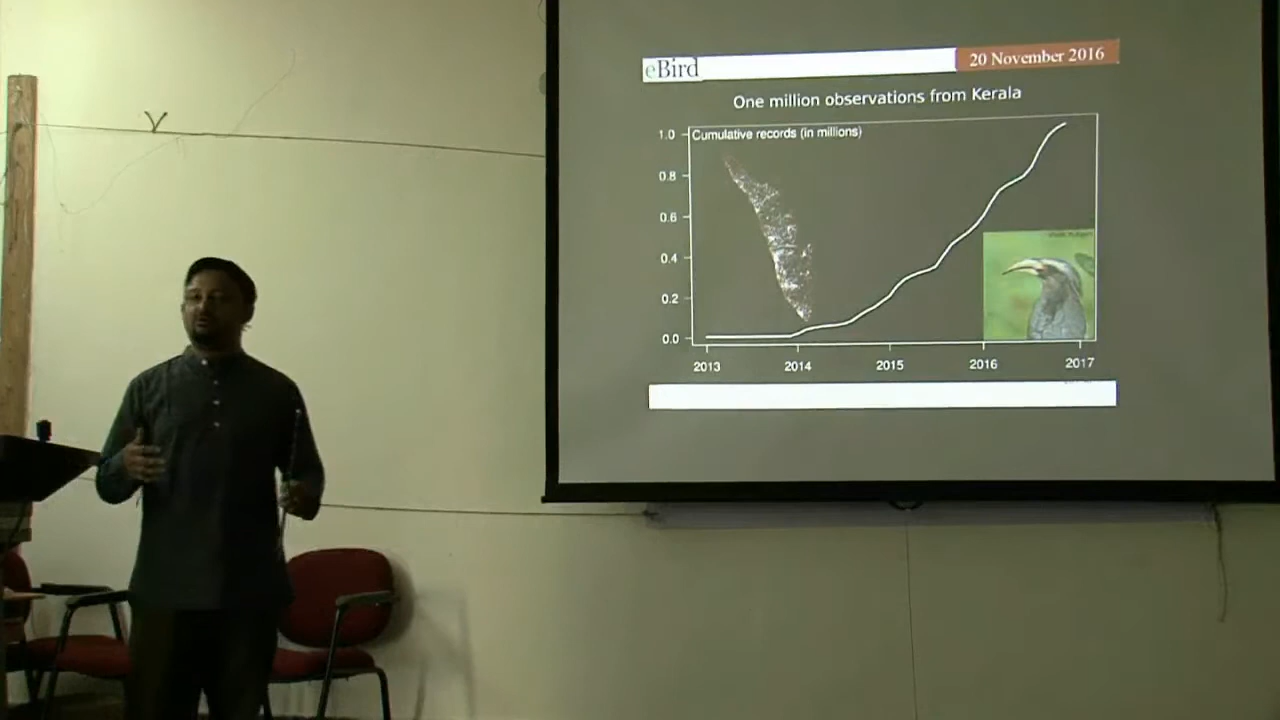 eBird
20 November 2016
One million observations from Kerala
Cumulative records (in millions)
1.0
0.8
0.6
0.4
0.2
0.0
2013
2014
2015
2016
2017